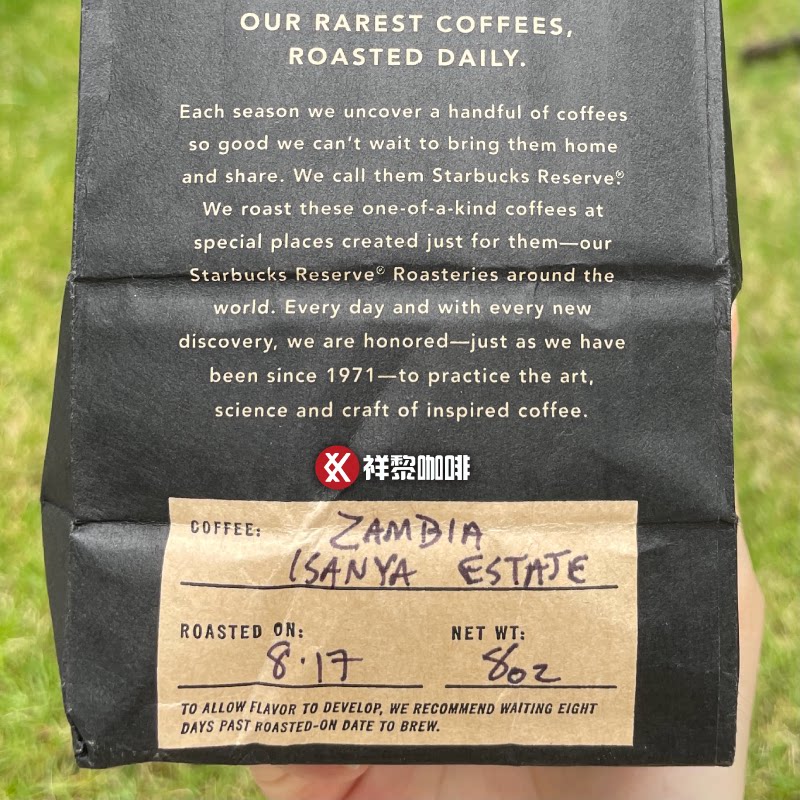 OUR RAREST COFFEES,
ROASTED DAILY.
Each season we uncover a handful of coffees
so good we can't wait to bring them home
and share. We call them Starbucks Reserve®.
We roast these one-of-a-kind coffees at
special places created just for them—our
Starbucks Reserve® Roasteries around the
world. Every day and with every new
discovery, we are honored—just as we have
been since 1971—to practice the art,
science and craft of inspired coffee.
祥黎咖啡
COFFEE: ZAMBIA
ISANYA ESTATE
ROASTED ON: NET WT:
8.17 8oz
TO ALLOW FLAVOR TO DEVELOP, WE RECOMMEND WAITING EIGHT
DAYS PAST ROASTED-ON DATE TO BREW.